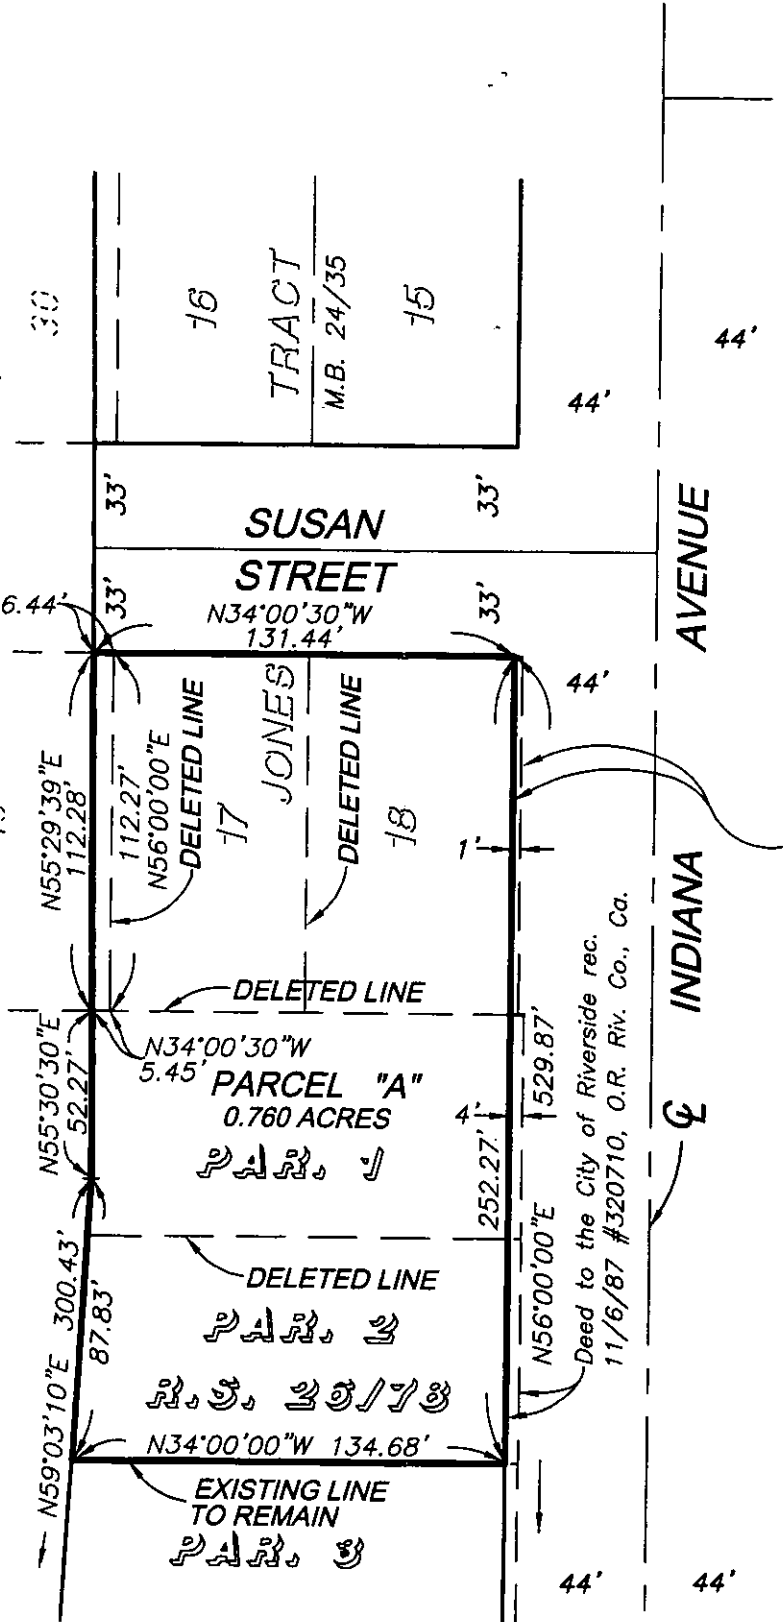 30
16
TRACT
M.B. 24/35
15
44'
44'
33'
33'
SUSAN
STREET
33'
33'
6.44'
N34°00'30"W
131.44'
AVENUE
44'
N55°29'39"E
112.28'
112.27'
N56°00'00"E
DELETED LINE
17
JONES
DELETED LINE
18
1'
DELETED LINE
INDIANA
N55°30'30"E
52.27'
N34°00'30"W
5.45'
PARCEL "A"
0.760 ACRES
4'
529.87'
252.27'
PAR. 1
N56°00'00"E
Deed to the City of Riverside rec.
11/6/87 #320710, O.R. Riv. Co., Ca.
DELETED LINE
N59°03'10"E 300.43'
87.83'
PAR. 2
R.S. 26/78
N34°00'00"W 134.68'
EXISTING LINE
TO REMAIN
PAR. 3
44'
44'